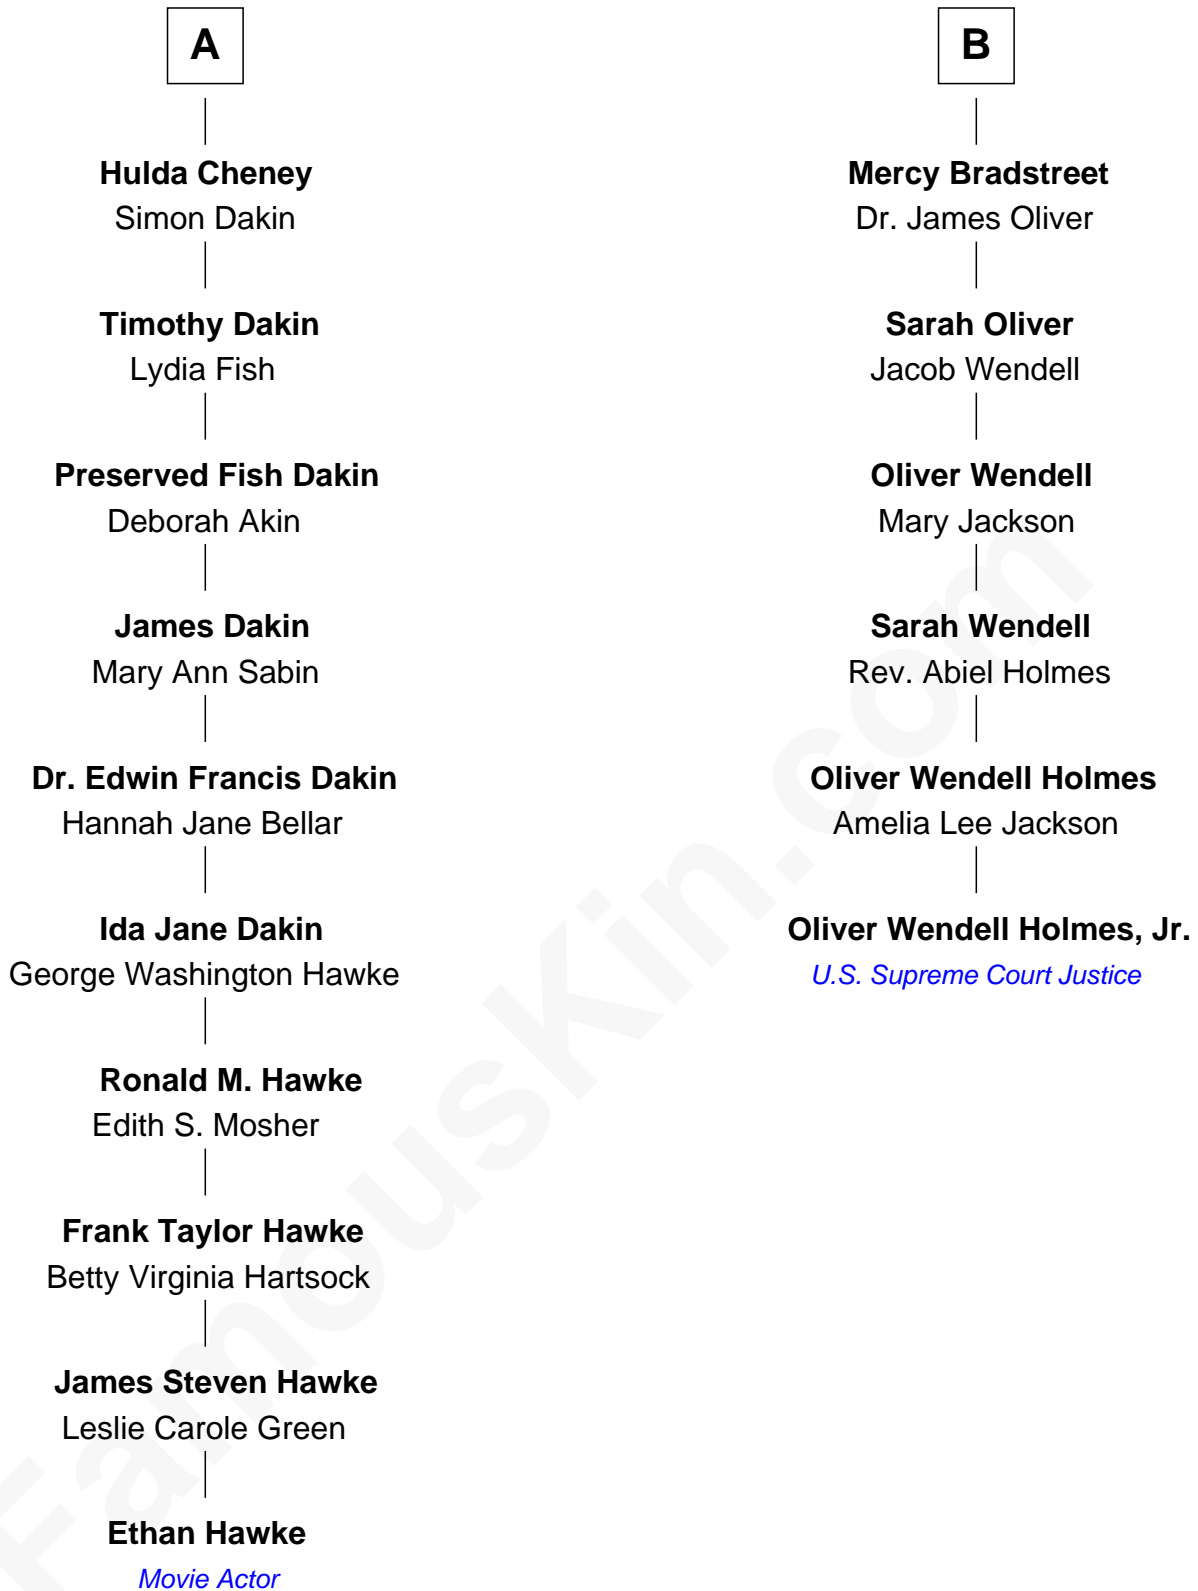 A
Hulda Cheney
Simon Dakin
Timothy Dakin
Lydia Fish
Preserved Fish Dakin
Deborah Akin
James Dakin
Mary Ann Sabin
Dr. Edwin Francis Dakin
Hannah Jane Bellar
Ida Jane Dakin
George Washington Hawke
Ronald M. Hawke
Edith S. Mosher
Frank Taylor Hawke
Betty Virginia Hartsock
James Steven Hawke
Leslie Carole Green
Ethan Hawke
Movie Actor
B
Mercy Bradstreet
Dr. James Oliver
Sarah Oliver
Jacob Wendell
Oliver Wendell
Mary Jackson
Sarah Wendell
Rev. Abiel Holmes
Oliver Wendell Holmes
Amelia Lee Jackson
Oliver Wendell Holmes, Jr.
U.S. Supreme Court Justice
FamousKin.com